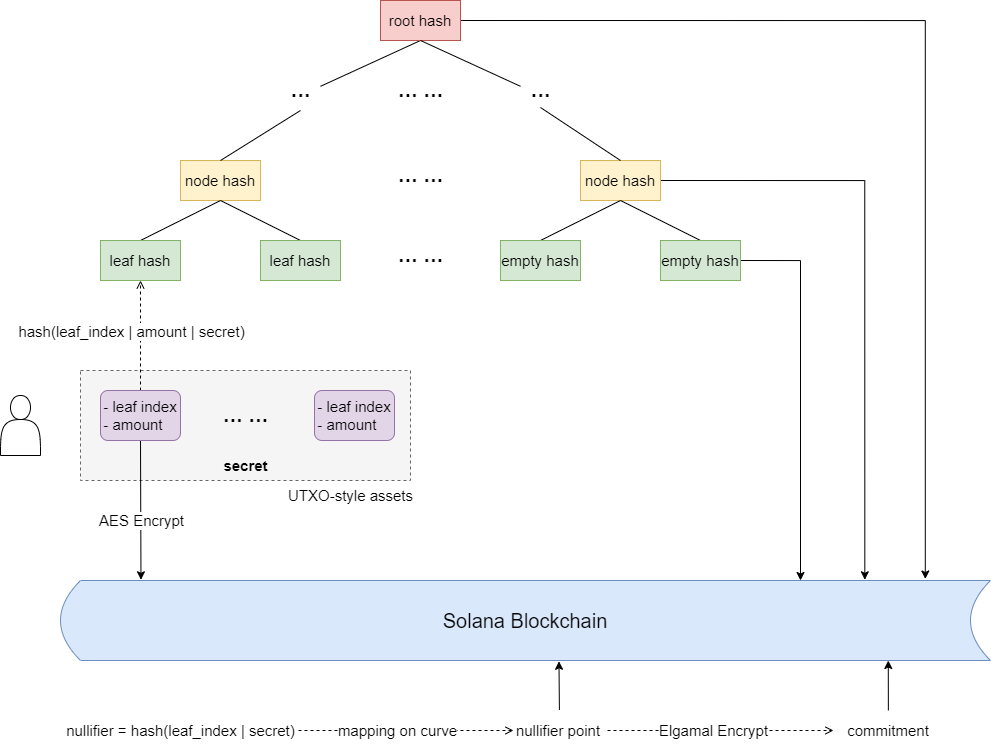 root hash
... ... ... ...
node hash ... ... node hash
leaf hash leaf hash ... ... empty hash empty hash
hash(leaf_index | amount | secret)
- leaf index
- amount
... ...
- leaf index
- amount
secret
UTXO-style assets
AES Encrypt
Solana Blockchain
nullifier = hash(leaf_index | secret) mapping on curve nullifier point Elgamal Encrypt commitment